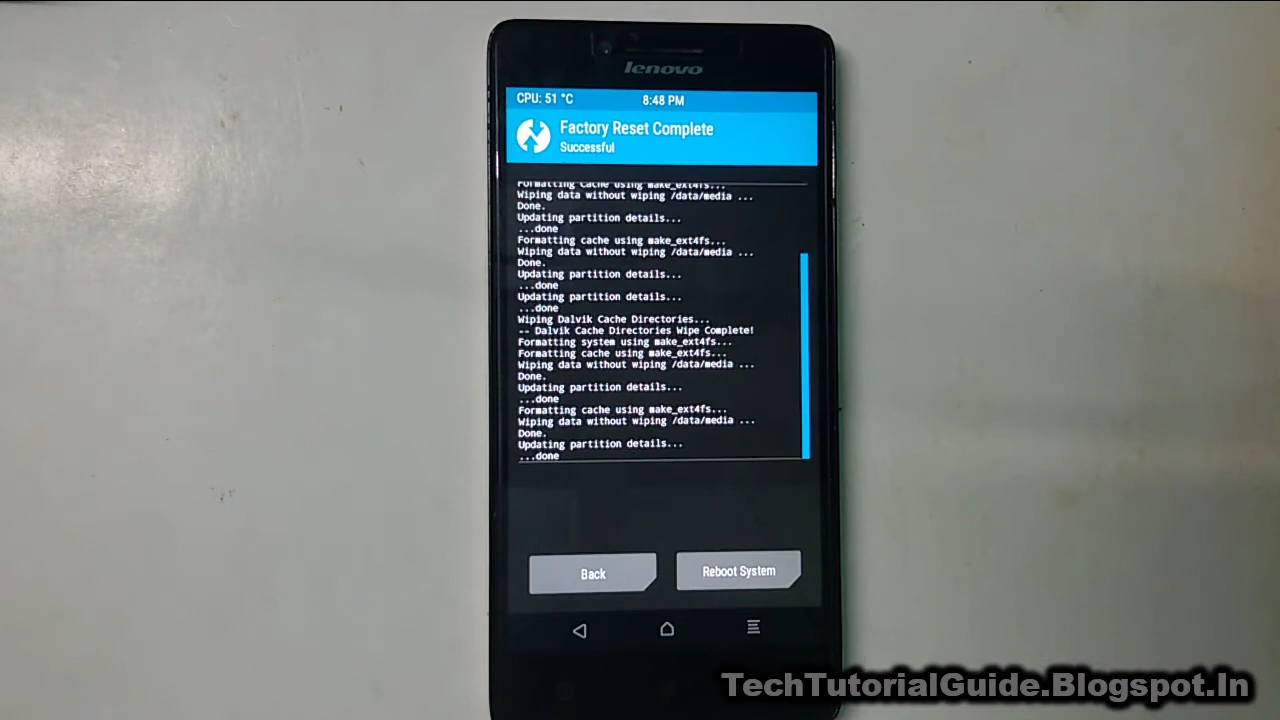 lenovo
CPU: 51 °C 8:48 PM
Factory Reset Complete
Successful
Formatting Cache using make_ext4fs...
Wiping data without wiping /data/media ...
Done.
Updating partition details...
...done
Formatting cache using make_ext4fs...
Wiping data without wiping /data/media ...
Done.
Updating partition details...
...done
Updating partition details...
...done
Wiping Dalvik Cache Directories...
-- Dalvik Cache Directories Wipe Complete!
Formatting system using make_ext4fs...
Formatting cache using make_ext4fs...
Wiping data without wiping /data/media ...
Done.
Updating partition details...
...done
Formatting cache using make_ext4fs...
Wiping data without wiping /data/media ...
Done.
Updating partition details...
...done
Back Reboot System
TechTutorialGuide.Blogspot.In